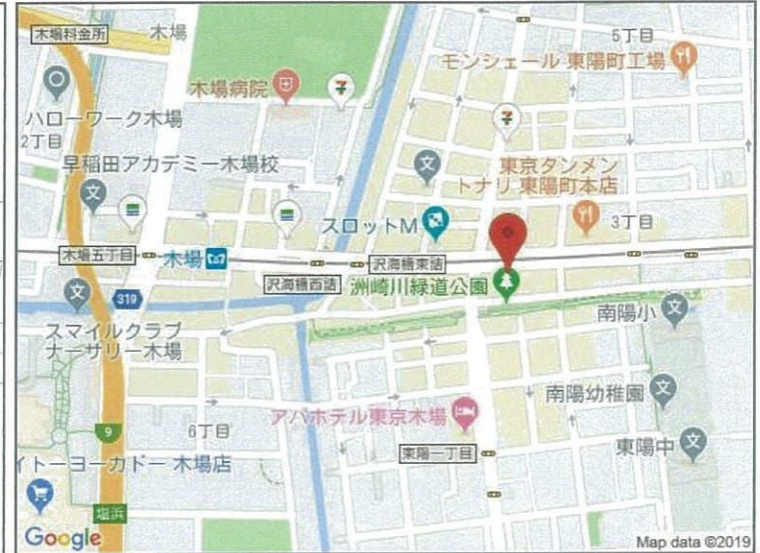 木場料金所
木場
5丁目
モンシェール 東陽町工場
木場病院
ハローワーク木場
2丁目
早稲田アカデミー木場校
東京タンメン
トナリ 東陽町本店
スロットM
3丁目
木場五丁目
木場
沢海橋東詰
沢海橋西詰
洲崎川緑道公園
319
スマイルクラブ
ナーサリー木場
南陽小
南陽幼稚園
アパホテル東京木場
6丁目
9
東陽一丁目
東陽中
イトーヨーカドー 木場店
塩浜
Google
Map data ©2019